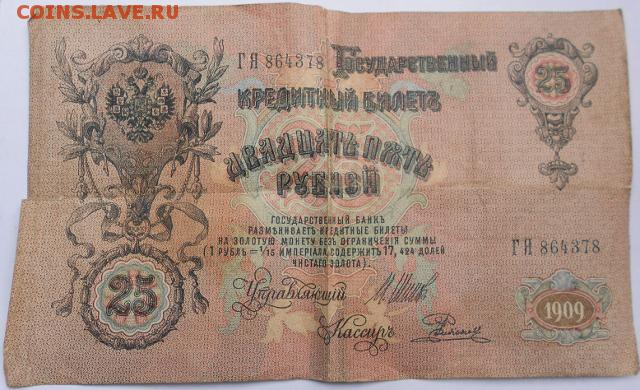 COINS.LAVE.RU
ГЯ 864378
Государственный
Кредитный Билетъ
Двадцать пять
Рублей
25
Государственный Банкъ
размѣниваетъ кредитные билеты
на золотую монету безъ ограниченія суммы
(1 рубль = 1/15 имперіала, содержитъ 17,424 долей
чистаго золота)
ГЯ 864378
25
Управляющій
Кассиръ
1909